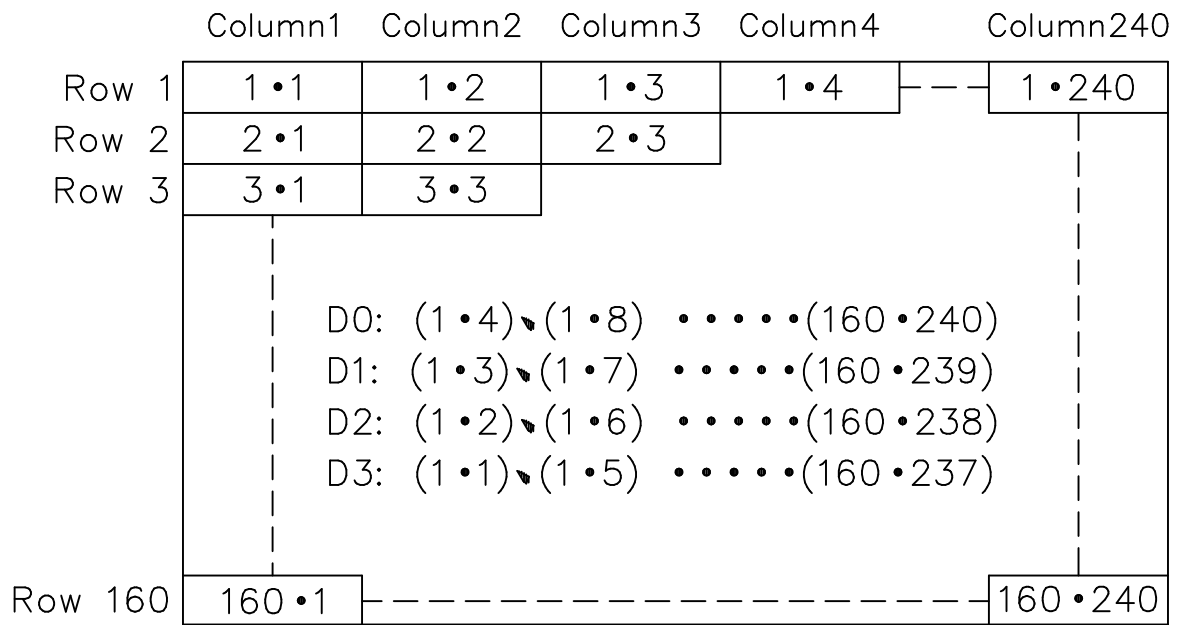 Column1 Column2 Column3 Column4 Column240
Row 1 1•1 1•2 1•3 1•4 1•240
Row 2 2•1 2•2 2•3
Row 3 3•1 3•3
D0: (1•4)、(1•8) •••••(160•240)
D1: (1•3)、(1•7) •••••(160•239)
D2: (1•2)、(1•6) •••••(160•238)
D3: (1•1)、(1•5) •••••(160•237)
Row 160 160•1 160•240